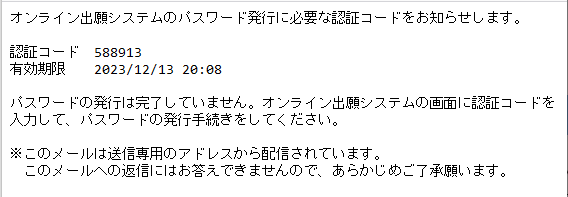 オンライン出願システムのパスワード発行に必要な認証コードをお知らせします。
認証コード 588913
有効期限 2023/12/13 20:08
パスワードの発行は完了していません。オンライン出願システムの画面に認証コードを
入力して、パスワードの発行手続きをしてください。
※このメールは送信専用のアドレスから配信されています。
このメールへの返信にはお答えできませんので、あらかじめご了承願います。